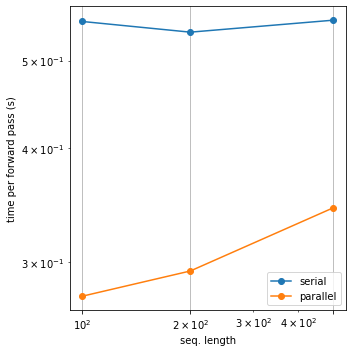 time per forward pass (s)
5 × 10⁻¹
4 × 10⁻¹
3 × 10⁻¹
serial
parallel
10² 2 × 10² 3 × 10² 4 × 10²
seq. length